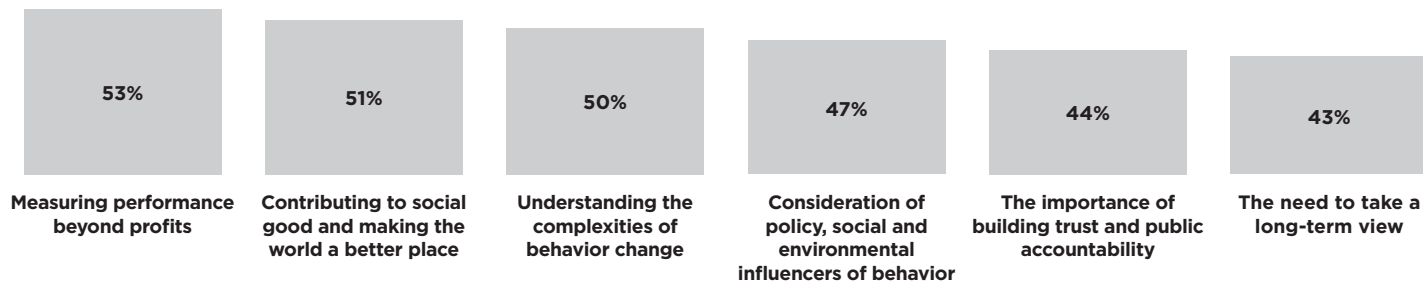 53%
51%
50%
47%
44%
43%
Measuring performance
beyond profits
Contributing to social
good and making the
world a better place
Understanding the
complexities of
behavior change
Consideration of
policy, social and
environmental
influencers of behavior
The importance of
building trust and public
accountability
The need to take a
long-term view